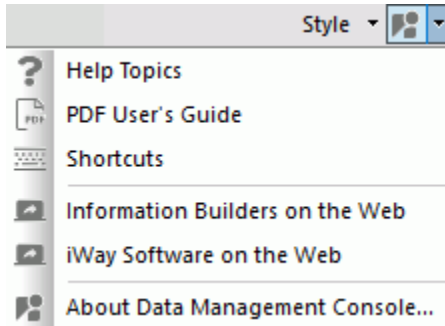 Style
Help Topics
PDF
PDF User's Guide
Shortcuts
Information Builders on the Web
iWay Software on the Web
About Data Management Console...